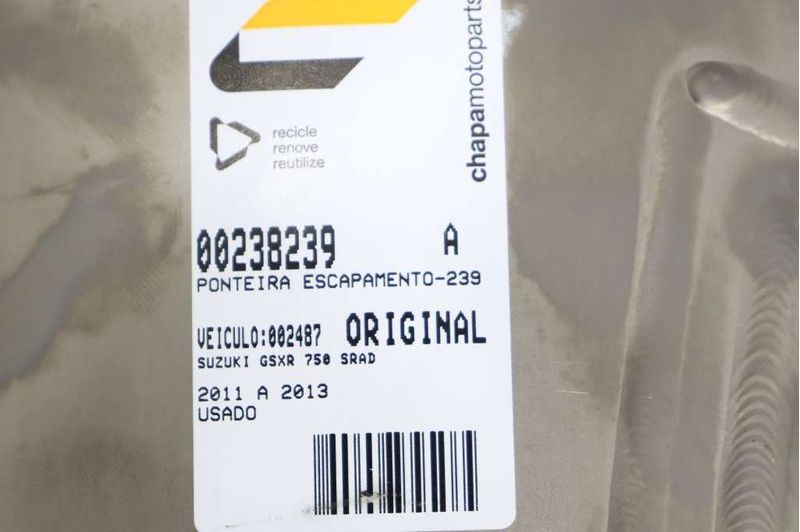 chapamotoparts
recicle
renove
reutilize
00238239 A
PONTEIRA ESCAPAMENTO-239
VEICULO:002487 ORIGINAL
SUZUKI GSXR 750 SRAD
2011 A 2013
USADO